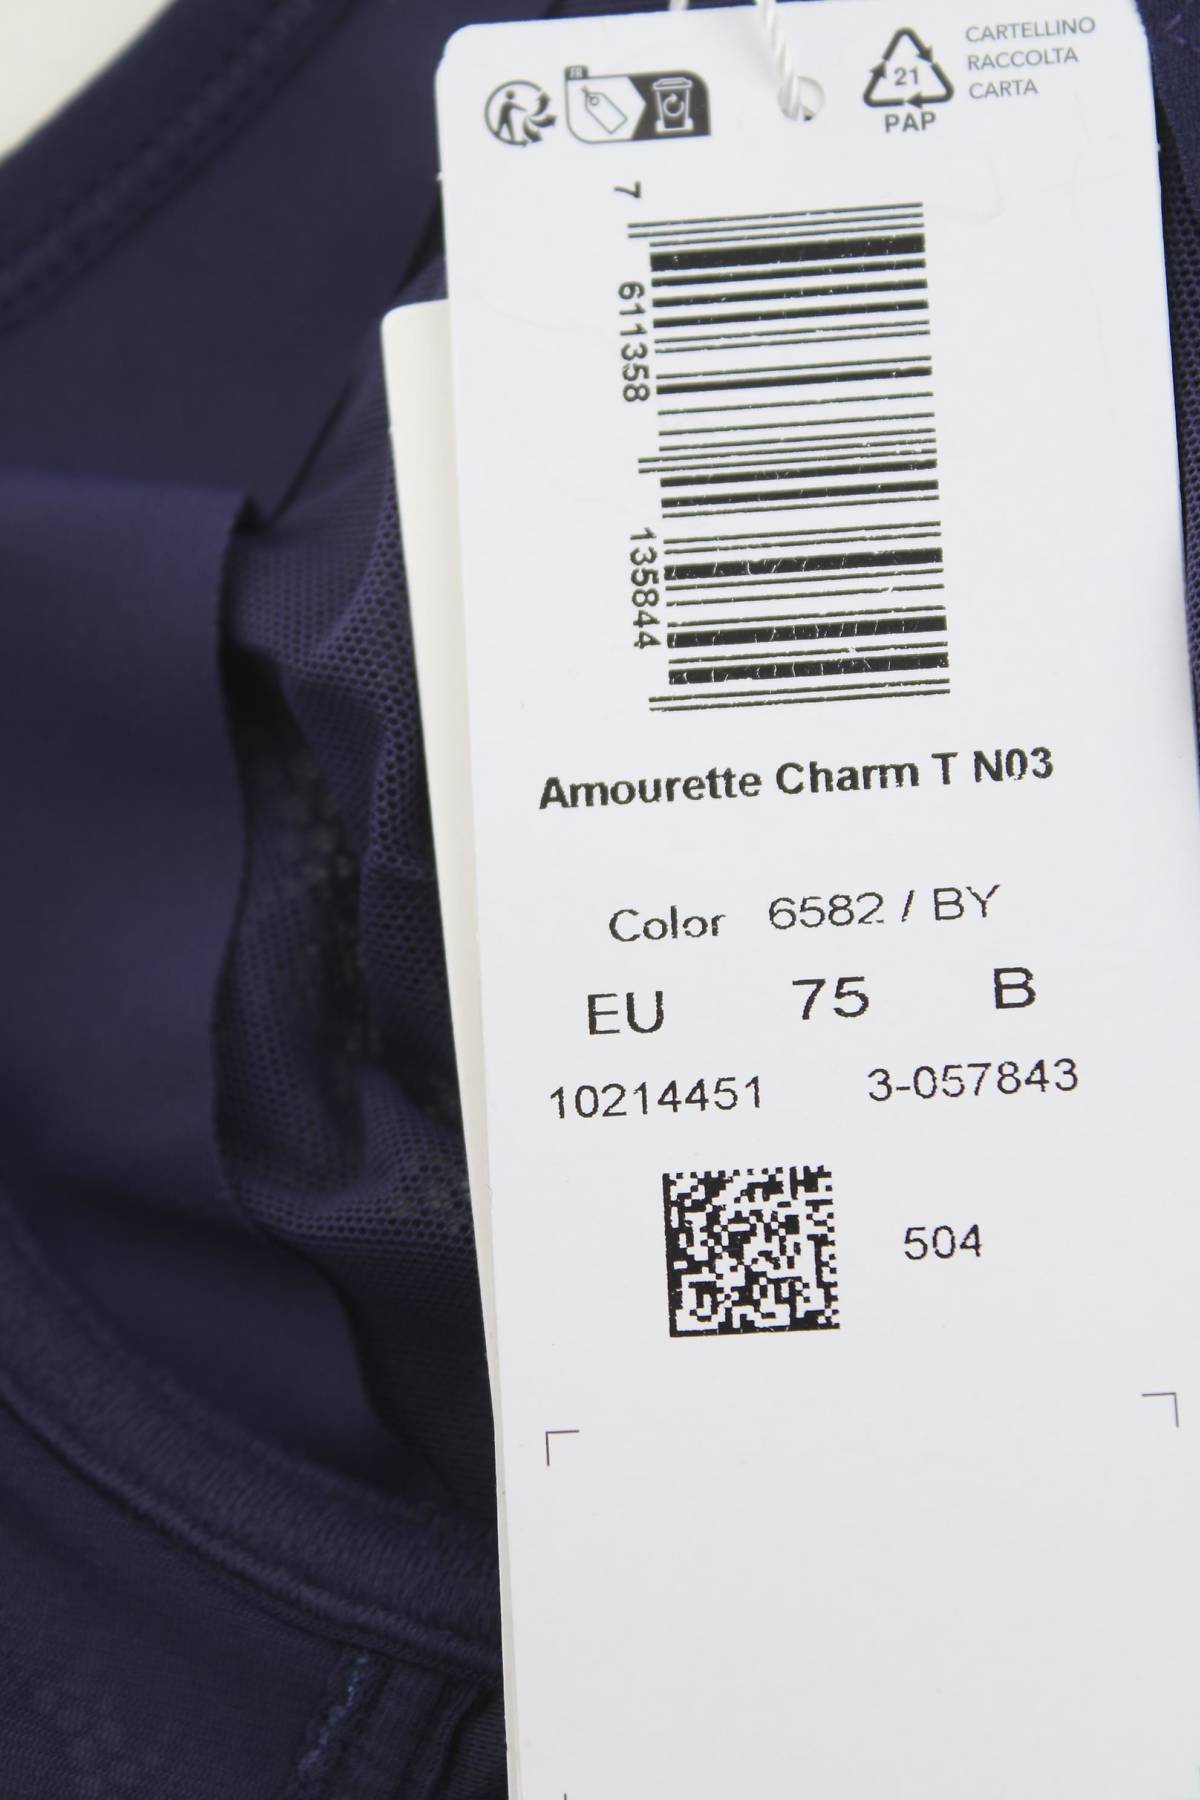 FR
21
PAP
CARTELLINO
RACCOLTA
CARTA
7 611358 135844
Amourette Charm T N03
Color 6582 / BY
EU 75 B
10214451 3-057843
504